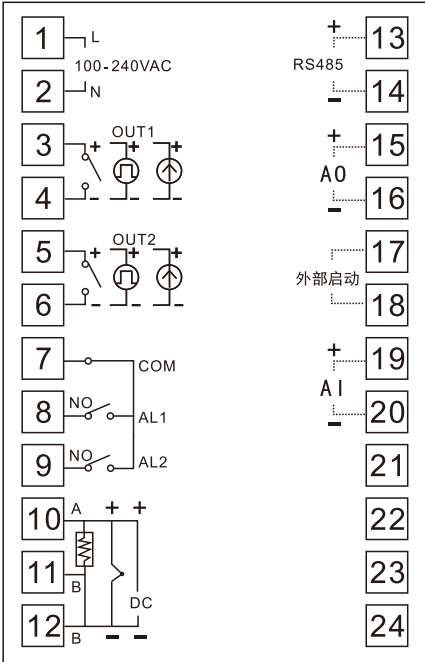 1 L
100-240VAC
2 N
3 + OUT1 + +
4 - - -
5 + OUT2 + +
6 - - -
7 COM
8 NO AL1
9 NO AL2
10 A + +
11 B
DC
12 B - -
+ 13
RS485
- 14
+ 15
AO
- 16
17
外部启动
18
+ 19
AI
- 20
21
22
23
24